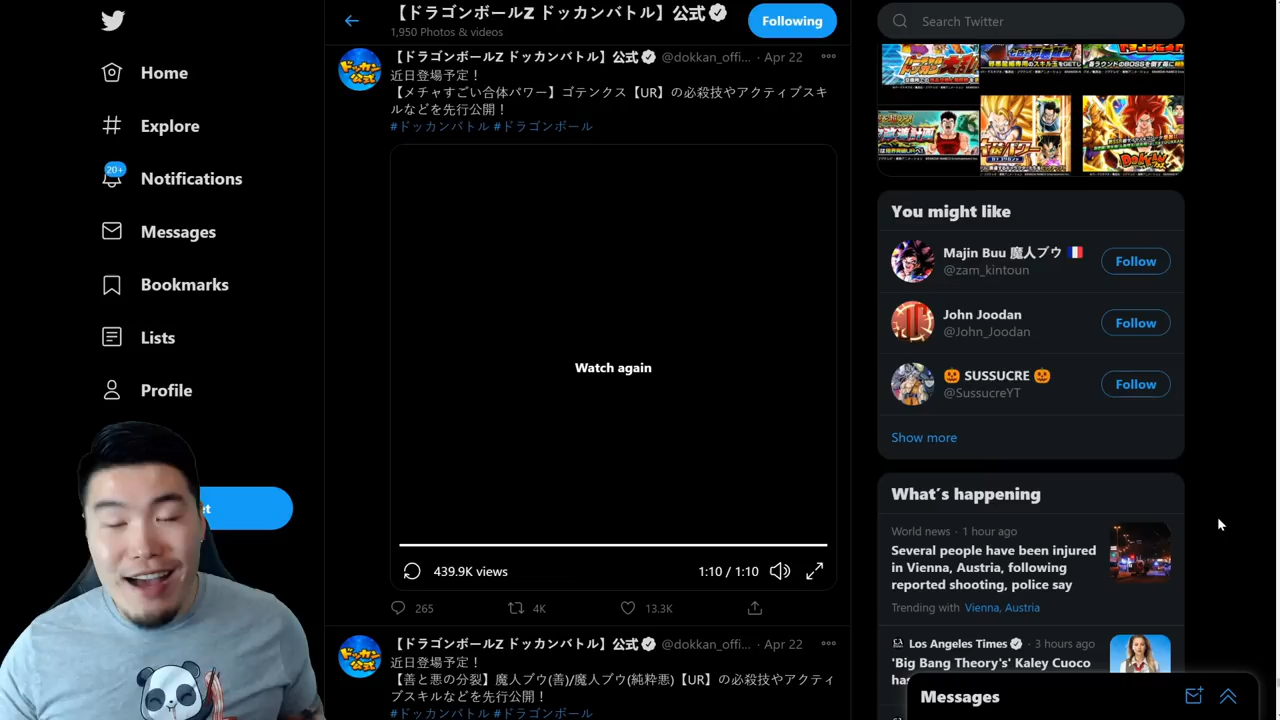 Home
Explore
20+
Notifications
Messages
Bookmarks
Lists
Profile
et
【ドラゴンボールZ ドッカンバトル】公式
1,950 Photos & videos
Following
【ドラゴンボールZ ドッカンバトル】公式 @dokkan_offi... · Apr 22
近日登場予定！
【メチャすごい合体パワー】ゴテンクス【UR】の必殺技やアクティブスキ
ルなどを先行公開！
#ドッカンバトル #ドラゴンボール
Watch again
439.9K views
1:10 / 1:10
265
4K
13.3K
【ドラゴンボールZ ドッカンバトル】公式 @dokkan_offi... · Apr 22
近日登場予定！
【善と悪の分裂】魔人ブウ(善)/魔人ブウ(純粋悪)【UR】の必殺技やアクティ
ブスキルなどを先行公開！
#ドッカンバトル #ドラゴンボール
Search Twitter
You might like
Majin Buu 魔人ブウ
@zam_kintoun
Follow
John Joodan
@John_Joodan
Follow
SUSSUCRE
@SussucreYT
Follow
Show more
What's happening
World news · 1 hour ago
Several people have been injured
in Vienna, Austria, following
reported shooting, police say
Trending with Vienna, Austria
Los Angeles Times · 3 hours ago
'Big Bang Theory's' Kaley Cuoco
has
Messages